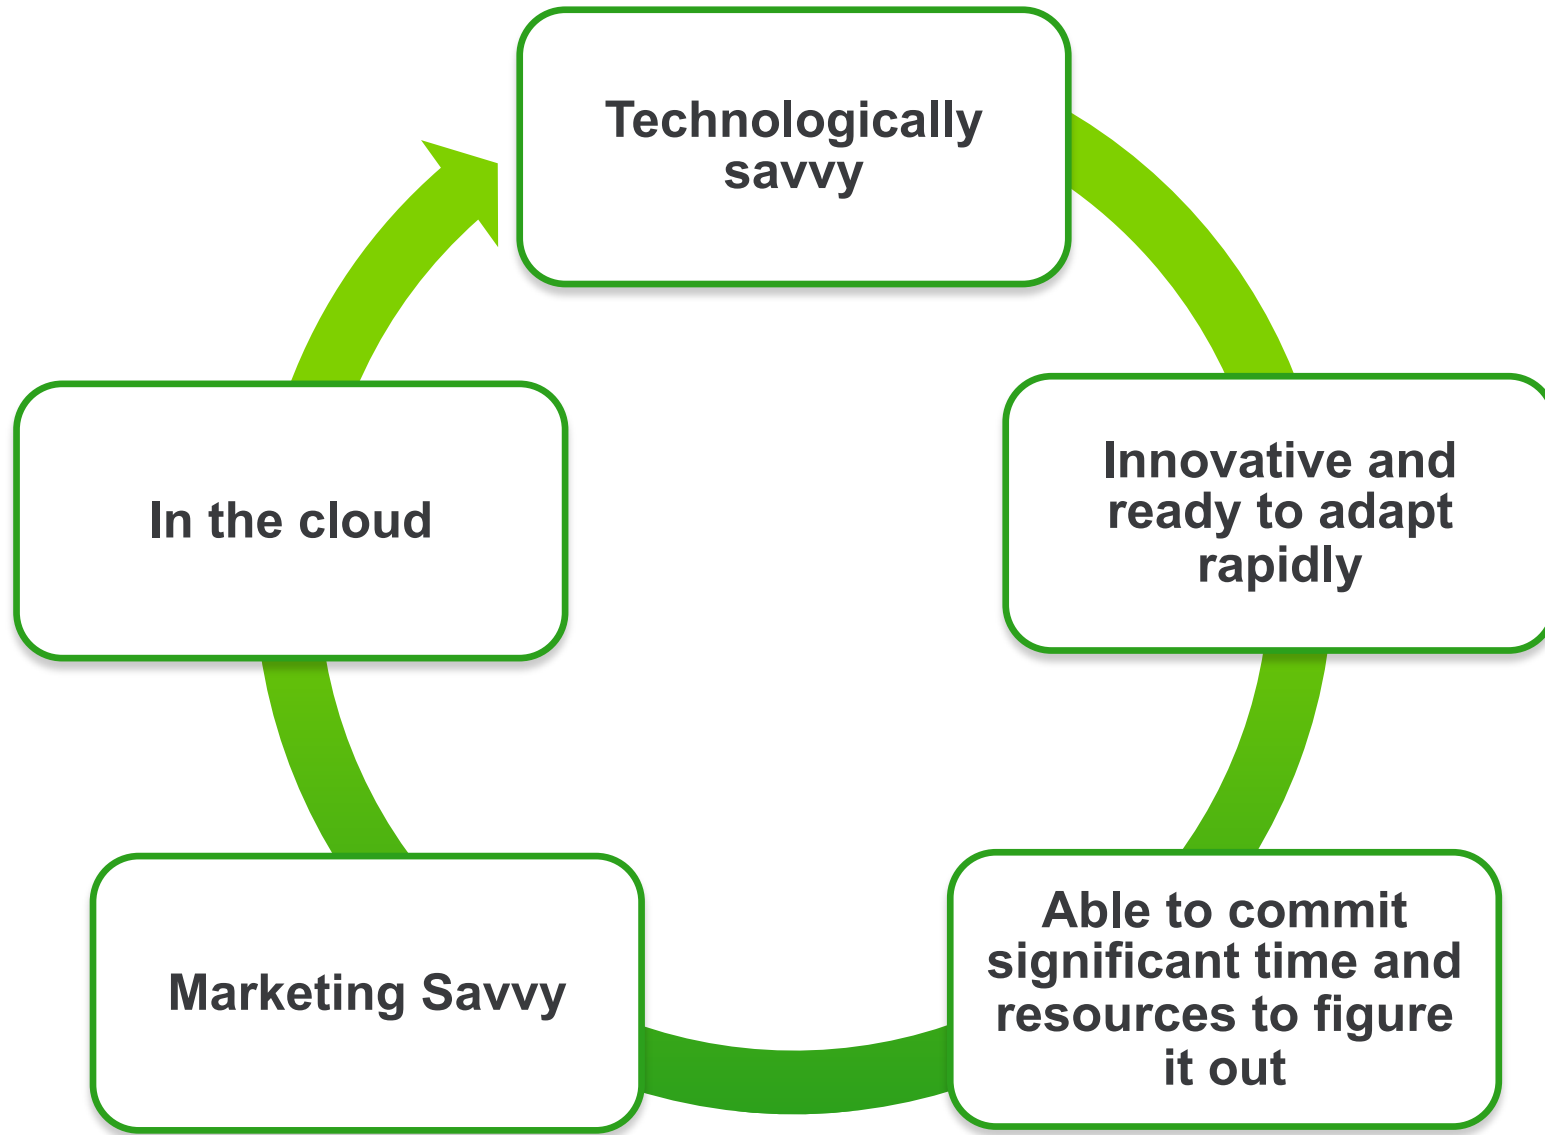 Technologically
savvy
Innovative and
ready to adapt
rapidly
Able to commit
significant time and
resources to figure
it out
Marketing Savvy
In the cloud